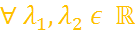 ∀ λ₁, λ₂ ϵ ℝ